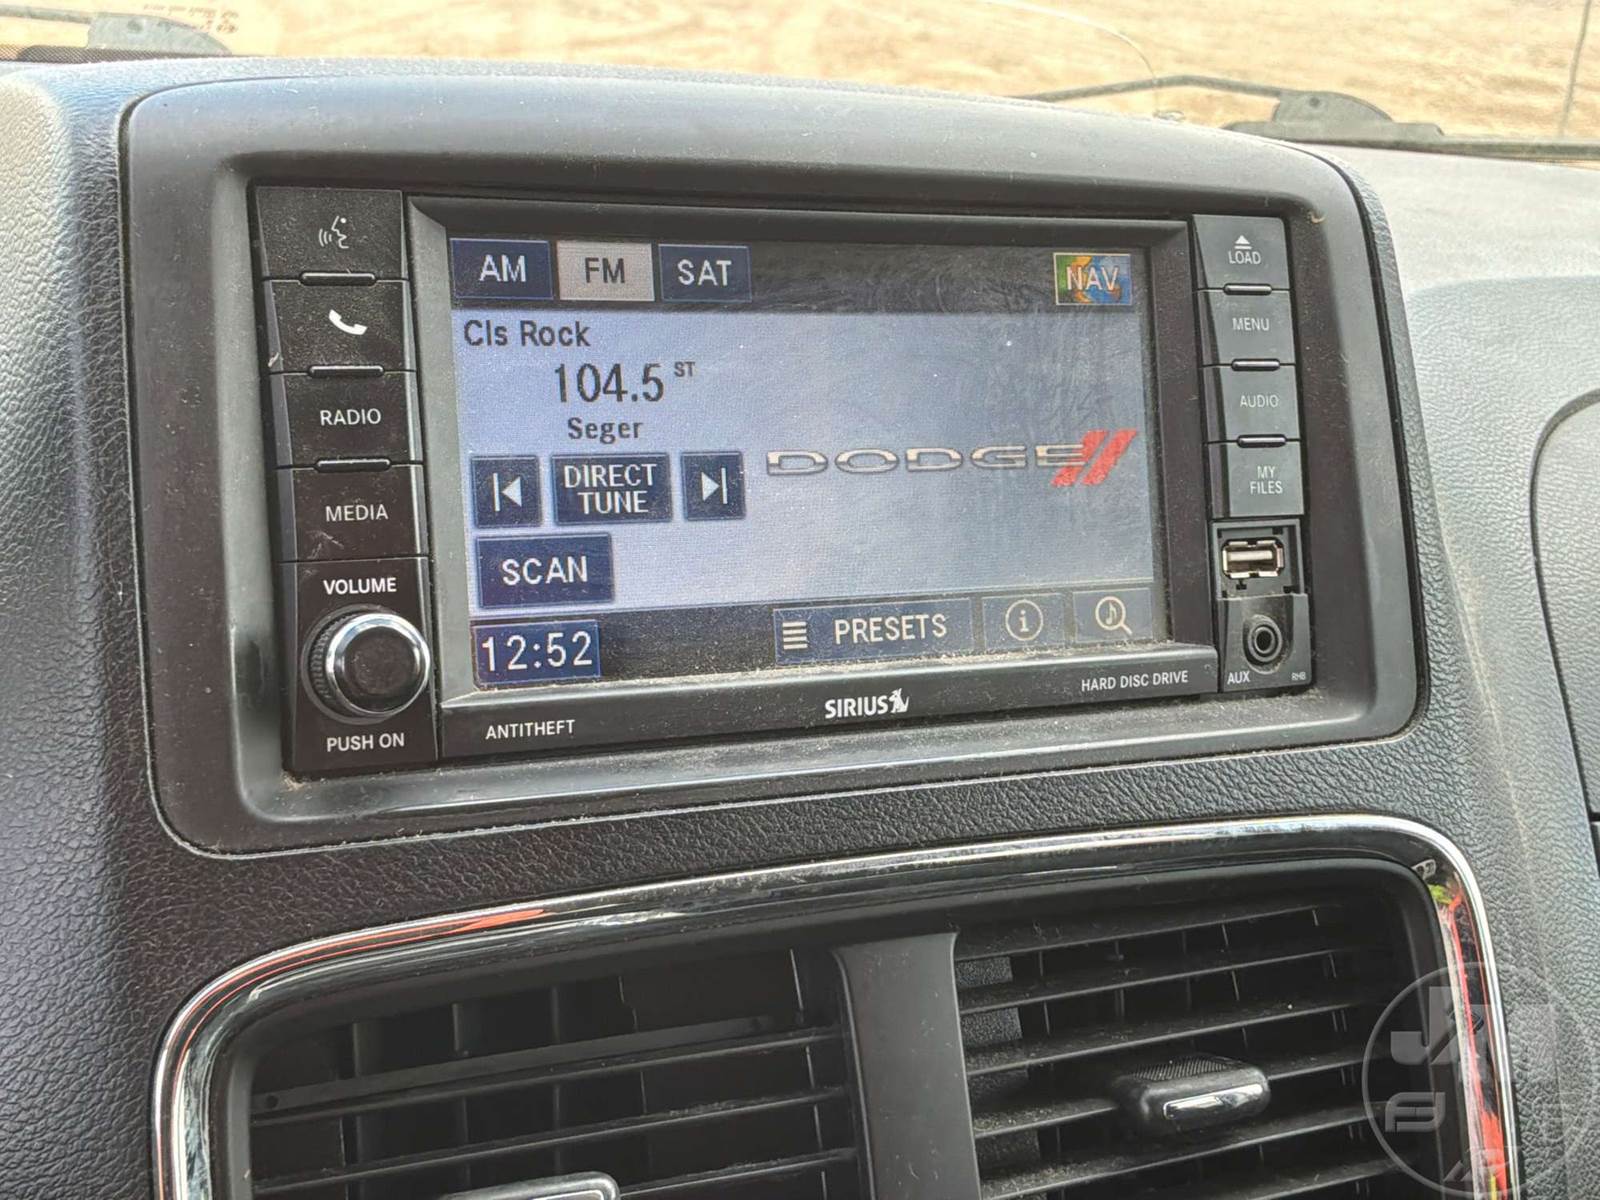 AM FM SAT NAV
Cls Rock
104.5 ST
Seger
DIRECT
TUNE
DODGE
SCAN
12:52 PRESETS
RADIO
MEDIA
VOLUME
PUSH ON
ANTITHEFT
SIRIUS
HARD DISC DRIVE
LOAD
MENU
AUDIO
MY
FILES
AUX
RHB